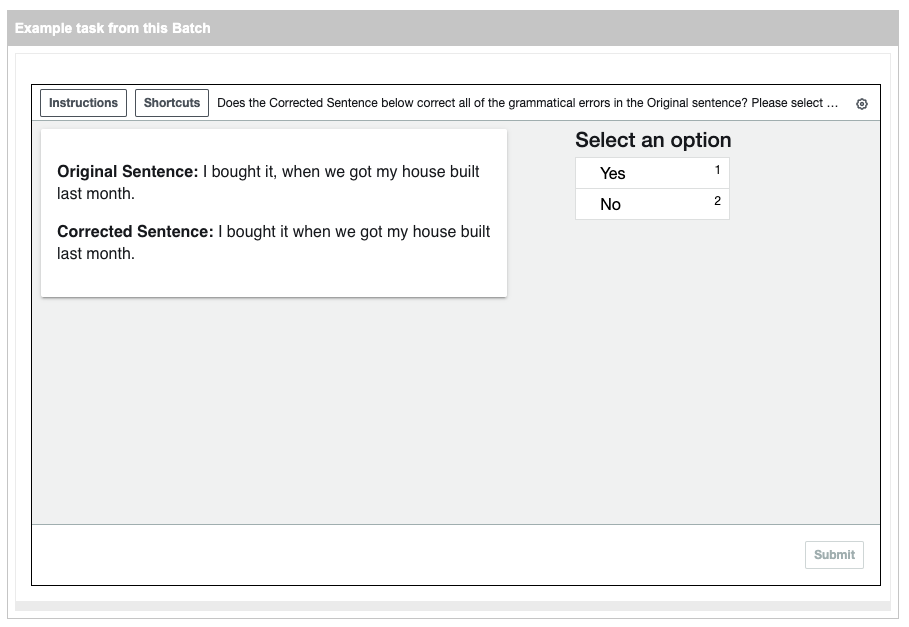 Example task from this Batch
Instructions Shortcuts Does the Corrected Sentence below correct all of the grammatical errors in the Original sentence? Please select ...
Original Sentence: I bought it, when we got my house built
last month.
Corrected Sentence: I bought it when we got my house built
last month.
Select an option
Yes 1
No 2
Submit